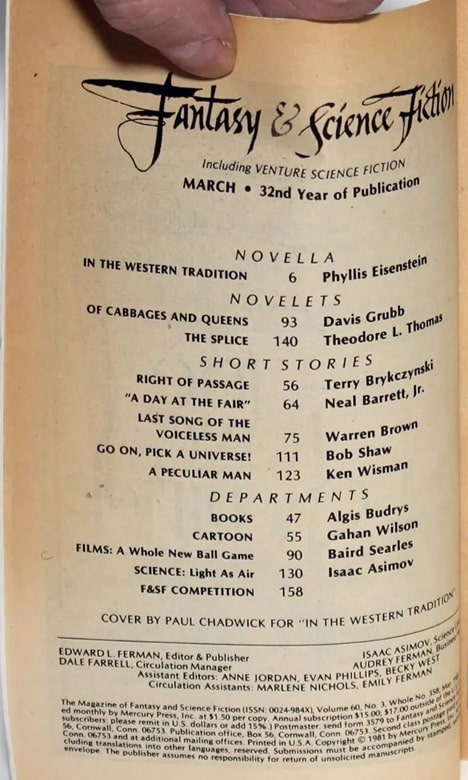 Fantasy & Science Fiction
Including VENTURE SCIENCE FICTION
MARCH • 32nd Year of Publication
NOVELLA
IN THE WESTERN TRADITION 6 Phyllis Eisenstein
NOVELETS
OF CABBAGES AND QUEENS 93 Davis Grubb
THE SPLICE 140 Theodore L. Thomas
SHORT STORIES
RIGHT OF PASSAGE 56 Terry Brykczynski
"A DAY AT THE FAIR" 64 Neal Barrett, Jr.
LAST SONG OF THE
VOICELESS MAN 75 Warren Brown
GO ON, PICK A UNIVERSE! 111 Bob Shaw
A PECULIAR MAN 123 Ken Wisman
DEPARTMENTS
BOOKS 47 Algis Budrys
CARTOON 55 Gahan Wilson
FILMS: A Whole New Ball Game 90 Baird Searles
SCIENCE: Light As Air 130 Isaac Asimov
F&SF COMPETITION 158
COVER BY PAUL CHADWICK FOR "IN THE WESTERN TRADITION"
EDWARD L. FERMAN, Editor & Publisher ISAAC ASIMOV, Science
DALE FARRELL, Circulation Manager AUDREY FERMAN,
Assistant Editors: ANNE JORDAN, EVAN PHILLIPS, BECKY WEST
Circulation Assistants: MARLENE NICHOLS, EMILY FERMAN
The Magazine of Fantasy and Science Fiction (ISSN: 0024-984X), Volume 60, No. 3, Whole No. 358;
ed monthly by Mercury Press, Inc. at $1.50 per copy. Annual subscription $15.00; $17.00 outside of the
subscribers: please remit in U.S. dollars or add 15%.) Postmaster: send form 3579 to Fantasy and
56, Cornwall, Conn. 06753. Publication office, Box 56, Cornwall, Conn. 06753. Second class postage
Conn. 06753 and at additional mailing offices. Printed in U.S.A. Copyright © 1981 by Mercury Press,
cluding translations into other languages, reserved. Submissions must be accompanied by stamped,
envelope. The publisher assumes no responsibility for return of unsolicited manuscripts.